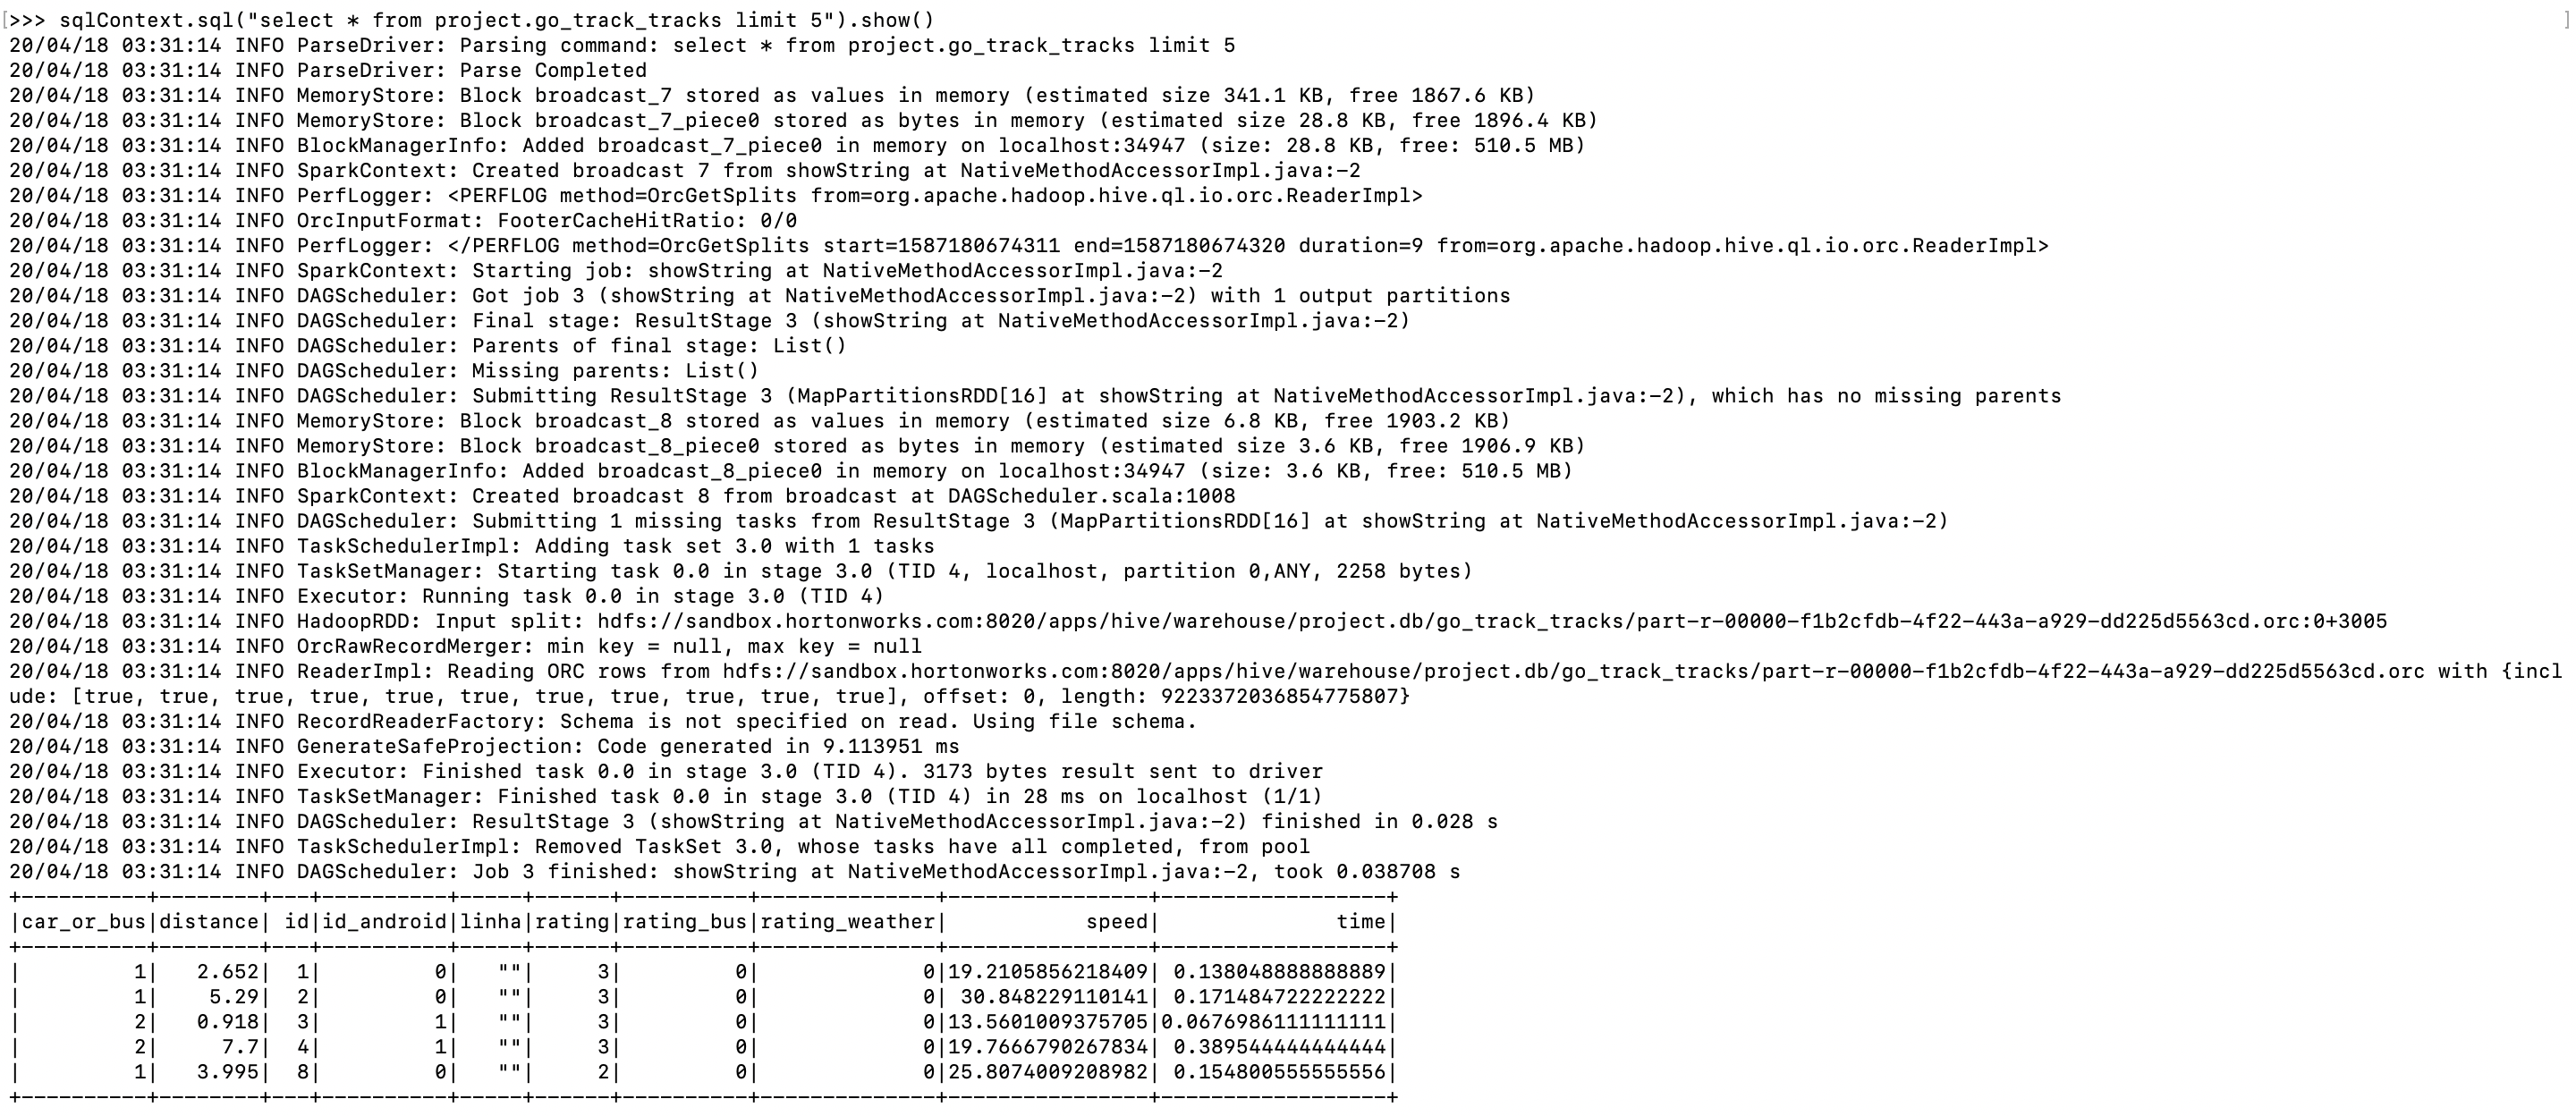 [>>> sqlContext.sql("select * from project.go_track_tracks limit 5").show() ]
20/04/18 03:31:14 INFO ParseDriver: Parsing command: select * from project.go_track_tracks limit 5
20/04/18 03:31:14 INFO ParseDriver: Parse Completed
20/04/18 03:31:14 INFO MemoryStore: Block broadcast_7 stored as values in memory (estimated size 341.1 KB, free 1867.6 KB)
20/04/18 03:31:14 INFO MemoryStore: Block broadcast_7_piece0 stored as bytes in memory (estimated size 28.8 KB, free 1896.4 KB)
20/04/18 03:31:14 INFO BlockManagerInfo: Added broadcast_7_piece0 in memory on localhost:34947 (size: 28.8 KB, free: 510.5 MB)
20/04/18 03:31:14 INFO SparkContext: Created broadcast 7 from showString at NativeMethodAccessorImpl.java:-2
20/04/18 03:31:14 INFO PerfLogger: <PERFLOG method=OrcGetSplits from=org.apache.hadoop.hive.ql.io.orc.ReaderImpl>
20/04/18 03:31:14 INFO OrcInputFormat: FooterCacheHitRatio: 0/0
20/04/18 03:31:14 INFO PerfLogger: </PERFLOG method=OrcGetSplits start=1587180674311 end=1587180674320 duration=9 from=org.apache.hadoop.hive.ql.io.orc.ReaderImpl>
20/04/18 03:31:14 INFO SparkContext: Starting job: showString at NativeMethodAccessorImpl.java:-2
20/04/18 03:31:14 INFO DAGScheduler: Got job 3 (showString at NativeMethodAccessorImpl.java:-2) with 1 output partitions
20/04/18 03:31:14 INFO DAGScheduler: Final stage: ResultStage 3 (showString at NativeMethodAccessorImpl.java:-2)
20/04/18 03:31:14 INFO DAGScheduler: Parents of final stage: List()
20/04/18 03:31:14 INFO DAGScheduler: Missing parents: List()
20/04/18 03:31:14 INFO DAGScheduler: Submitting ResultStage 3 (MapPartitionsRDD[16] at showString at NativeMethodAccessorImpl.java:-2), which has no missing parents
20/04/18 03:31:14 INFO MemoryStore: Block broadcast_8 stored as values in memory (estimated size 6.8 KB, free 1903.2 KB)
20/04/18 03:31:14 INFO MemoryStore: Block broadcast_8_piece0 stored as bytes in memory (estimated size 3.6 KB, free 1906.9 KB)
20/04/18 03:31:14 INFO BlockManagerInfo: Added broadcast_8_piece0 in memory on localhost:34947 (size: 3.6 KB, free: 510.5 MB)
20/04/18 03:31:14 INFO SparkContext: Created broadcast 8 from broadcast at DAGScheduler.scala:1008
20/04/18 03:31:14 INFO DAGScheduler: Submitting 1 missing tasks from ResultStage 3 (MapPartitionsRDD[16] at showString at NativeMethodAccessorImpl.java:-2)
20/04/18 03:31:14 INFO TaskSchedulerImpl: Adding task set 3.0 with 1 tasks
20/04/18 03:31:14 INFO TaskSetManager: Starting task 0.0 in stage 3.0 (TID 4, localhost, partition 0,ANY, 2258 bytes)
20/04/18 03:31:14 INFO Executor: Running task 0.0 in stage 3.0 (TID 4)
20/04/18 03:31:14 INFO HadoopRDD: Input split: hdfs://sandbox.hortonworks.com:8020/apps/hive/warehouse/project.db/go_track_tracks/part-r-00000-f1b2cfdb-4f22-443a-a929-dd225d5563cd.orc:0+3005
20/04/18 03:31:14 INFO OrcRawRecordMerger: min key = null, max key = null
20/04/18 03:31:14 INFO ReaderImpl: Reading ORC rows from hdfs://sandbox.hortonworks.com:8020/apps/hive/warehouse/project.db/go_track_tracks/part-r-00000-f1b2cfdb-4f22-443a-a929-dd225d5563cd.orc with {incl
ude: [true, true, true, true, true, true, true, true, true, true, true], offset: 0, length: 9223372036854775807}
20/04/18 03:31:14 INFO RecordReaderFactory: Schema is not specified on read. Using file schema.
20/04/18 03:31:14 INFO GenerateSafeProjection: Code generated in 9.113951 ms
20/04/18 03:31:14 INFO Executor: Finished task 0.0 in stage 3.0 (TID 4). 3173 bytes result sent to driver
20/04/18 03:31:14 INFO TaskSetManager: Finished task 0.0 in stage 3.0 (TID 4) in 28 ms on localhost (1/1)
20/04/18 03:31:14 INFO DAGScheduler: ResultStage 3 (showString at NativeMethodAccessorImpl.java:-2) finished in 0.028 s
20/04/18 03:31:14 INFO TaskSchedulerImpl: Removed TaskSet 3.0, whose tasks have all completed, from pool
20/04/18 03:31:14 INFO DAGScheduler: Job 3 finished: showString at NativeMethodAccessorImpl.java:-2, took 0.038708 s
+----------+--------+---+----------+-----+------+----------+--------------+----------------+------------------+
|car_or_bus|distance| id|id_android|linha|rating|rating_bus|rating_weather|           speed|              time|
+----------+--------+---+----------+-----+------+----------+--------------+----------------+------------------+
|         1|   2.652|  1|         0|   ""|     3|         0|             0|19.2105856218409| 0.138048888888889|
|         1|    5.29|  2|         0|   ""|     3|         0|             0| 30.848229110141| 0.171484722222222|
|         2|   0.918|  3|         1|   ""|     3|         0|             0|13.5601009375705|0.0676986111111111|
|         2|     7.7|  4|         1|   ""|     3|         0|             0|19.7666790267834| 0.389544444444444|
|         1|   3.995|  8|         0|   ""|     2|         0|             0|25.8074009208982| 0.154800555555556|
+----------+--------+---+----------+-----+------+----------+--------------+----------------+------------------+